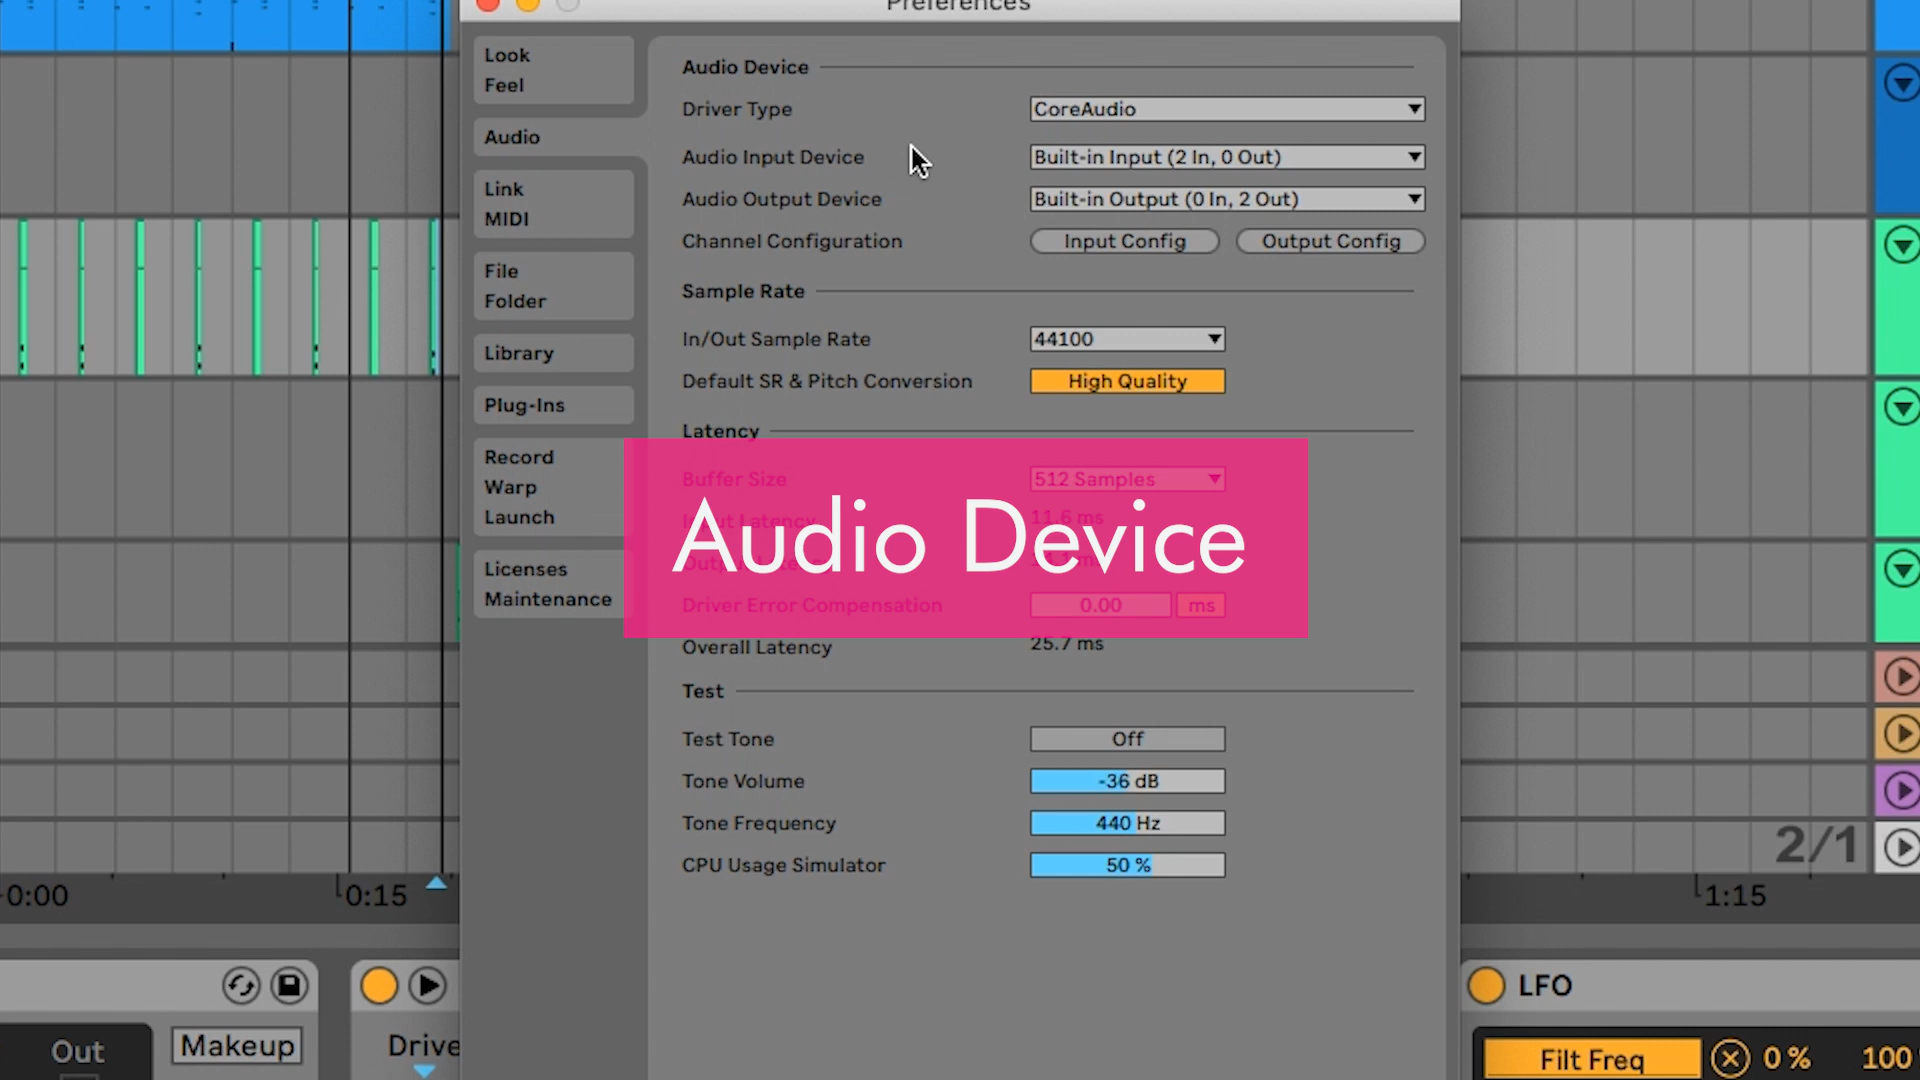 Preferences
Look
Feel
Audio
Link
MIDI
File
Folder
Library
Plug-Ins
Record
Warp
Launch
Licenses
Maintenance
Audio Device
Driver Type CoreAudio
Audio Input Device Built-in Input (2 In, 0 Out)
Audio Output Device Built-in Output (0 In, 2 Out)
Channel Configuration Input Config Output Config
Sample Rate
In/Out Sample Rate 44100
Default SR & Pitch Conversion High Quality
Latency
Buffer Size 512 Samples
Input Latency 11.6 ms
Audio Device
Driver Error Compensation 0.00 ms
Overall Latency 25.7 ms
Test
Test Tone Off
Tone Volume -36 dB
Tone Frequency 440 Hz
CPU Usage Simulator 50 %
2/1
0:00 0:15 1:15
LFO
Out Makeup Drive
Filt Freq 0 % 100